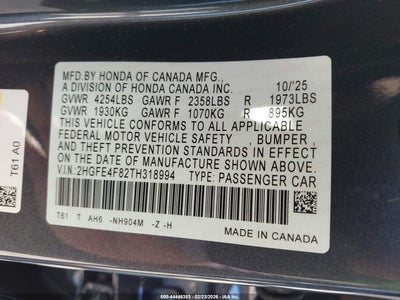 MFD.BY HONDA OF CANADA MFG.,
A DIVISION OF HONDA CANADA INC. 10/'25
GVWR 4254LBS GAWR F 2358LBS R 1973LBS
GVWR 1930KG GAWR F 1070KG R 895KG
THIS VEHICLE CONFORMS TO ALL APPLICABLE
FEDERAL MOTOR VEHICLE SAFETY, BUMPER,
AND THEFT PREVENTION STANDARDS IN EFFECT
ON THE DATE OF MANUFACTURE SHOWN ABOVE.
V.I.N:2HGFE4F82TH318994 TYPE: PASSENGER CAR
T61 T AH6 -NH904M -Z -H
MADE IN CANADA
T61 A0
© 000-44446363 - 02/23/2026 - IAAI.COM